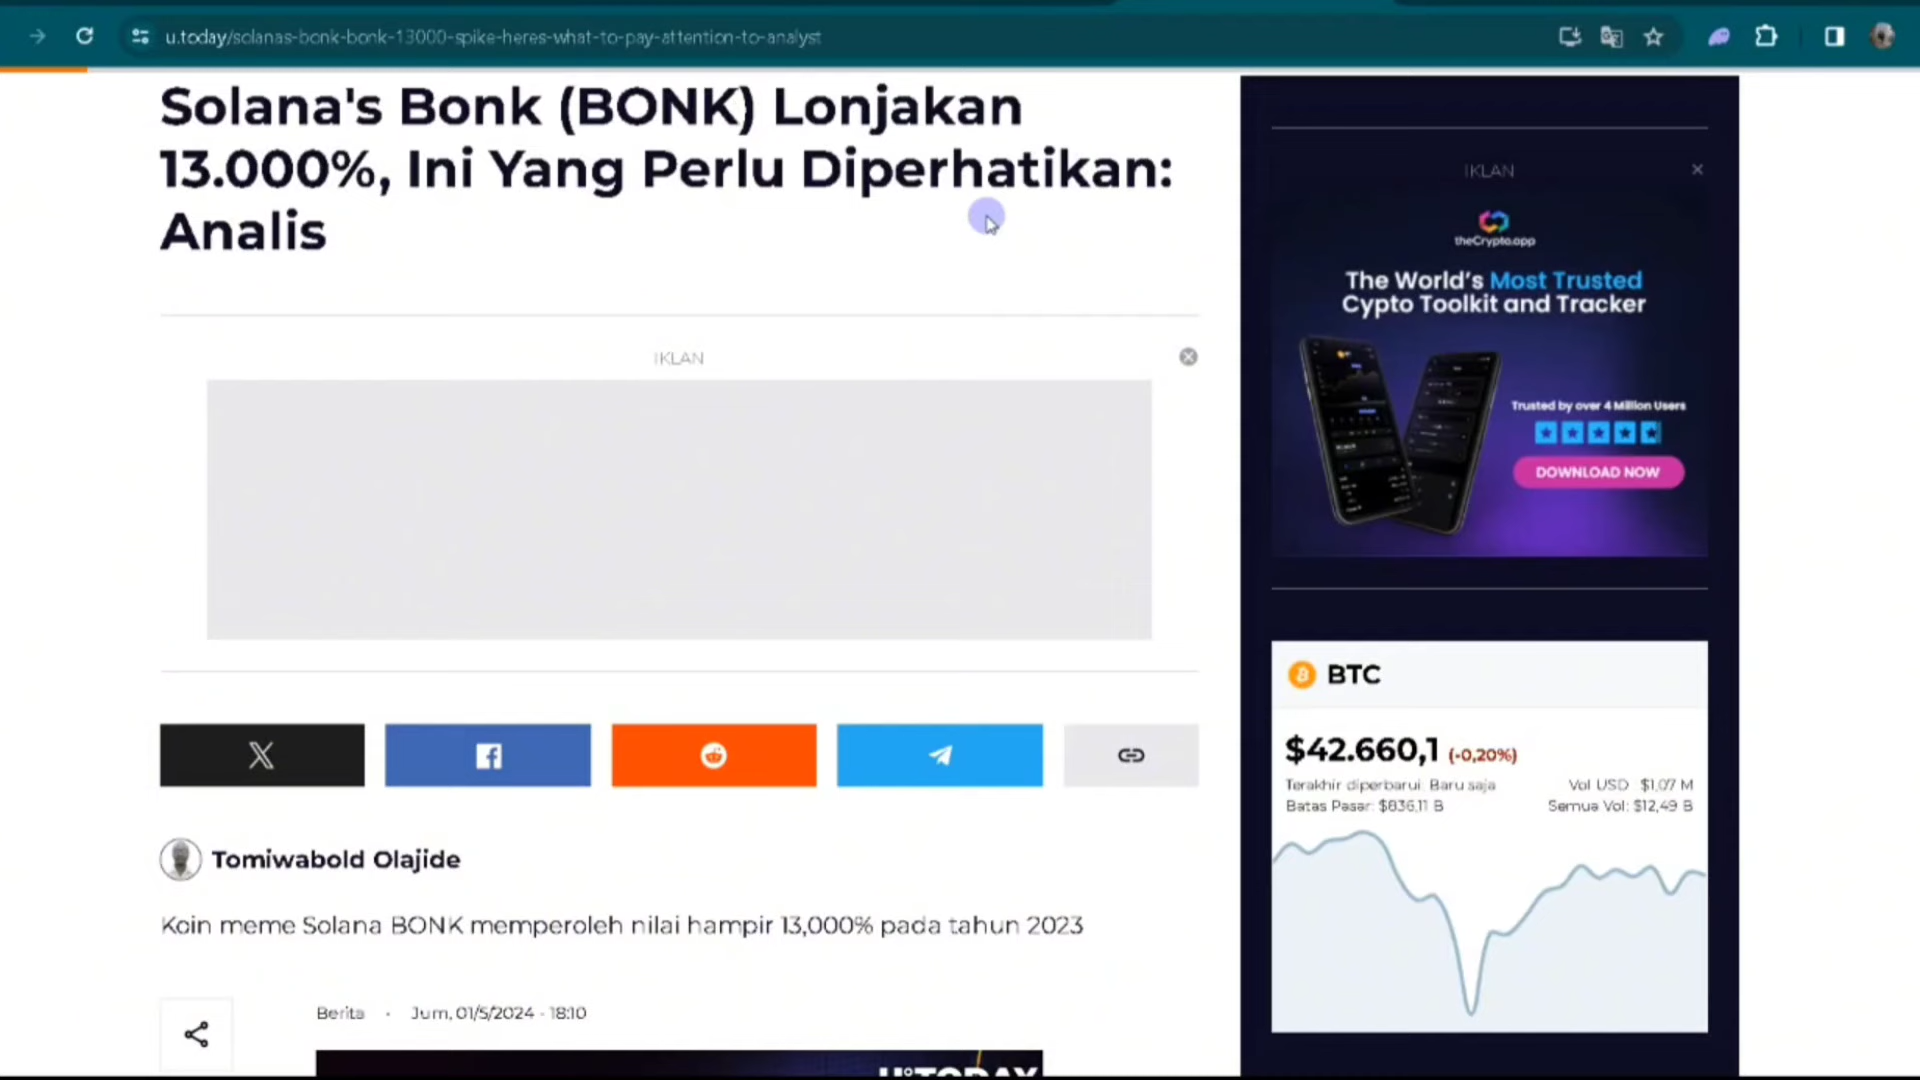 u.today/solanas-bonk-bonk-13000-spike-heres-what-to-pay-attention-to-analyst
Solana's Bonk (BONK) Lonjakan
13.000%, Ini Yang Perlu Diperhatikan:
Analis
IKLAN
Tomiwabold Olajide
Koin meme Solana BONK memperoleh nilai hampir 13,000% pada tahun 2023
Berita • Jum, 01/5/2024 - 18:10
U°TODAY
IKLAN
theCrypto.app
The World's Most Trusted
Cypto Toolkit and Tracker
Trusted by over 4 Million Users
DOWNLOAD NOW
BTC
$42.660,1 (-0,20%)
Terakhir diperbarui: Baru saja
Vol USD $1,07 M
Batas Pasar: $836,11 B
Semua Vol: $12,49 B